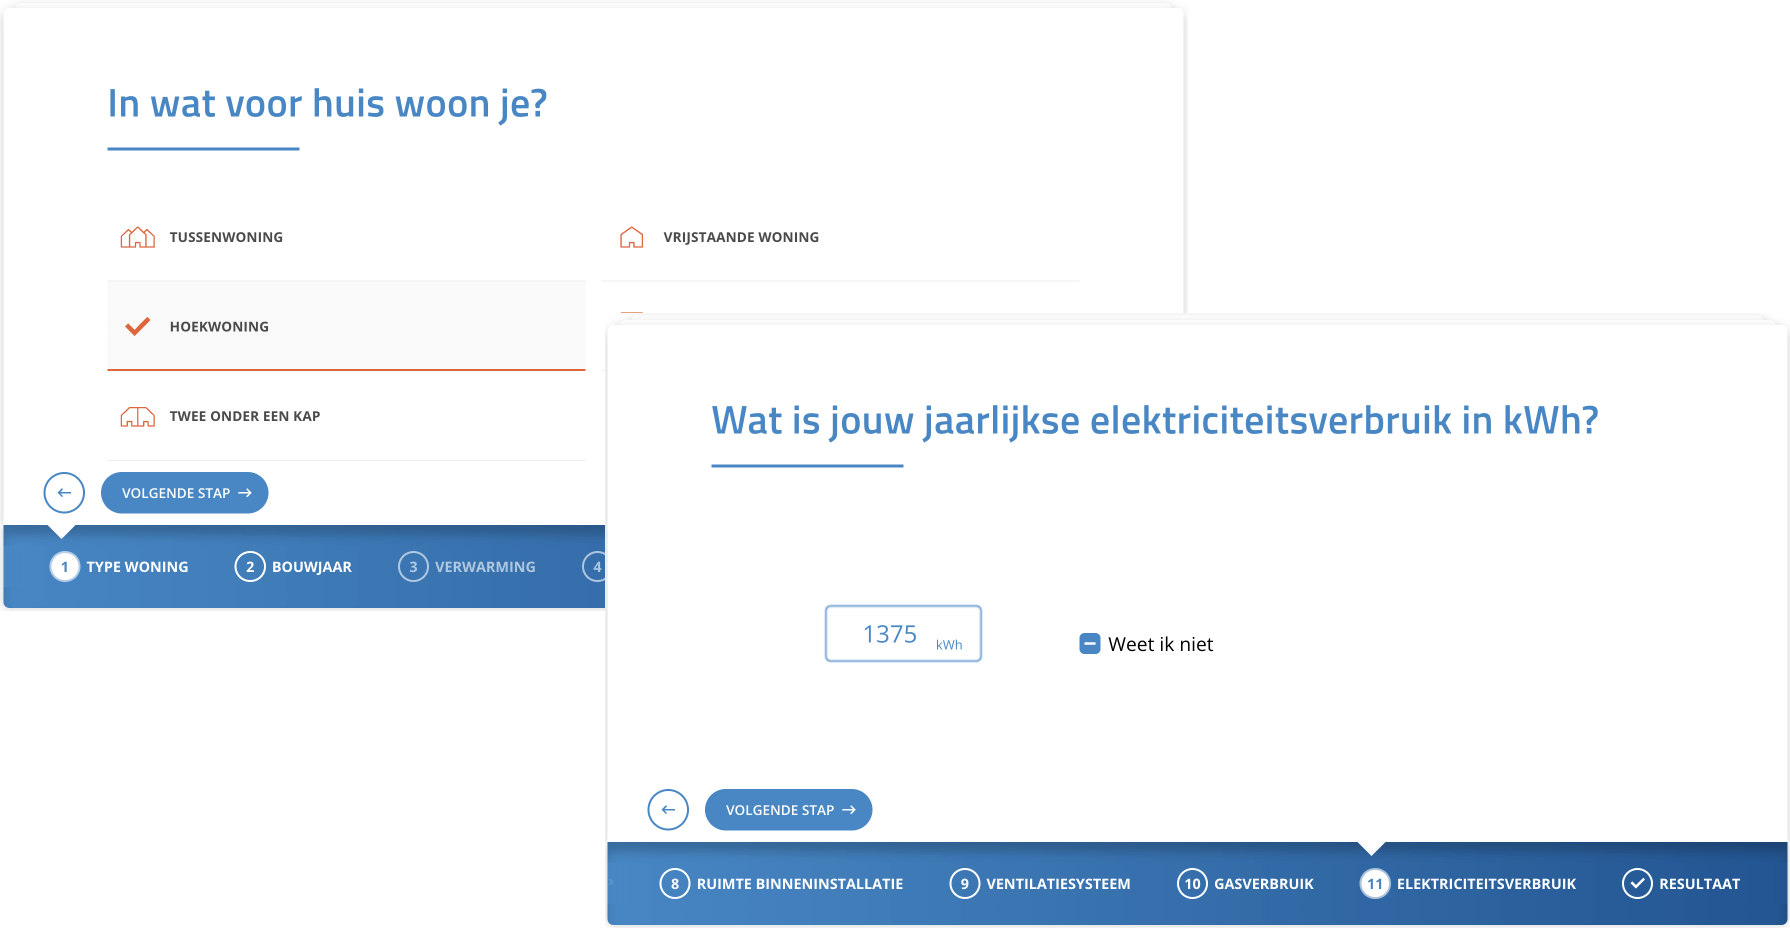 In wat voor huis woon je?
TUSSENWONING
VRIJSTAANDE WONING
HOEKWONING
TWEE ONDER EEN KAP
VOLGENDE STAP
1 TYPE WONING 2 BOUWJAAR 3 VERWARMING 4
Wat is jouw jaarlijkse elektriciteitsverbruik in kWh?
1375 kWh
Weet ik niet
VOLGENDE STAP
8 RUIMTE BINNENINSTALLATIE 9 VENTILATIESYSTEEM 10 GASVERBRUIK 11 ELEKTRICITEITSVERBRUIK RESULTAAT